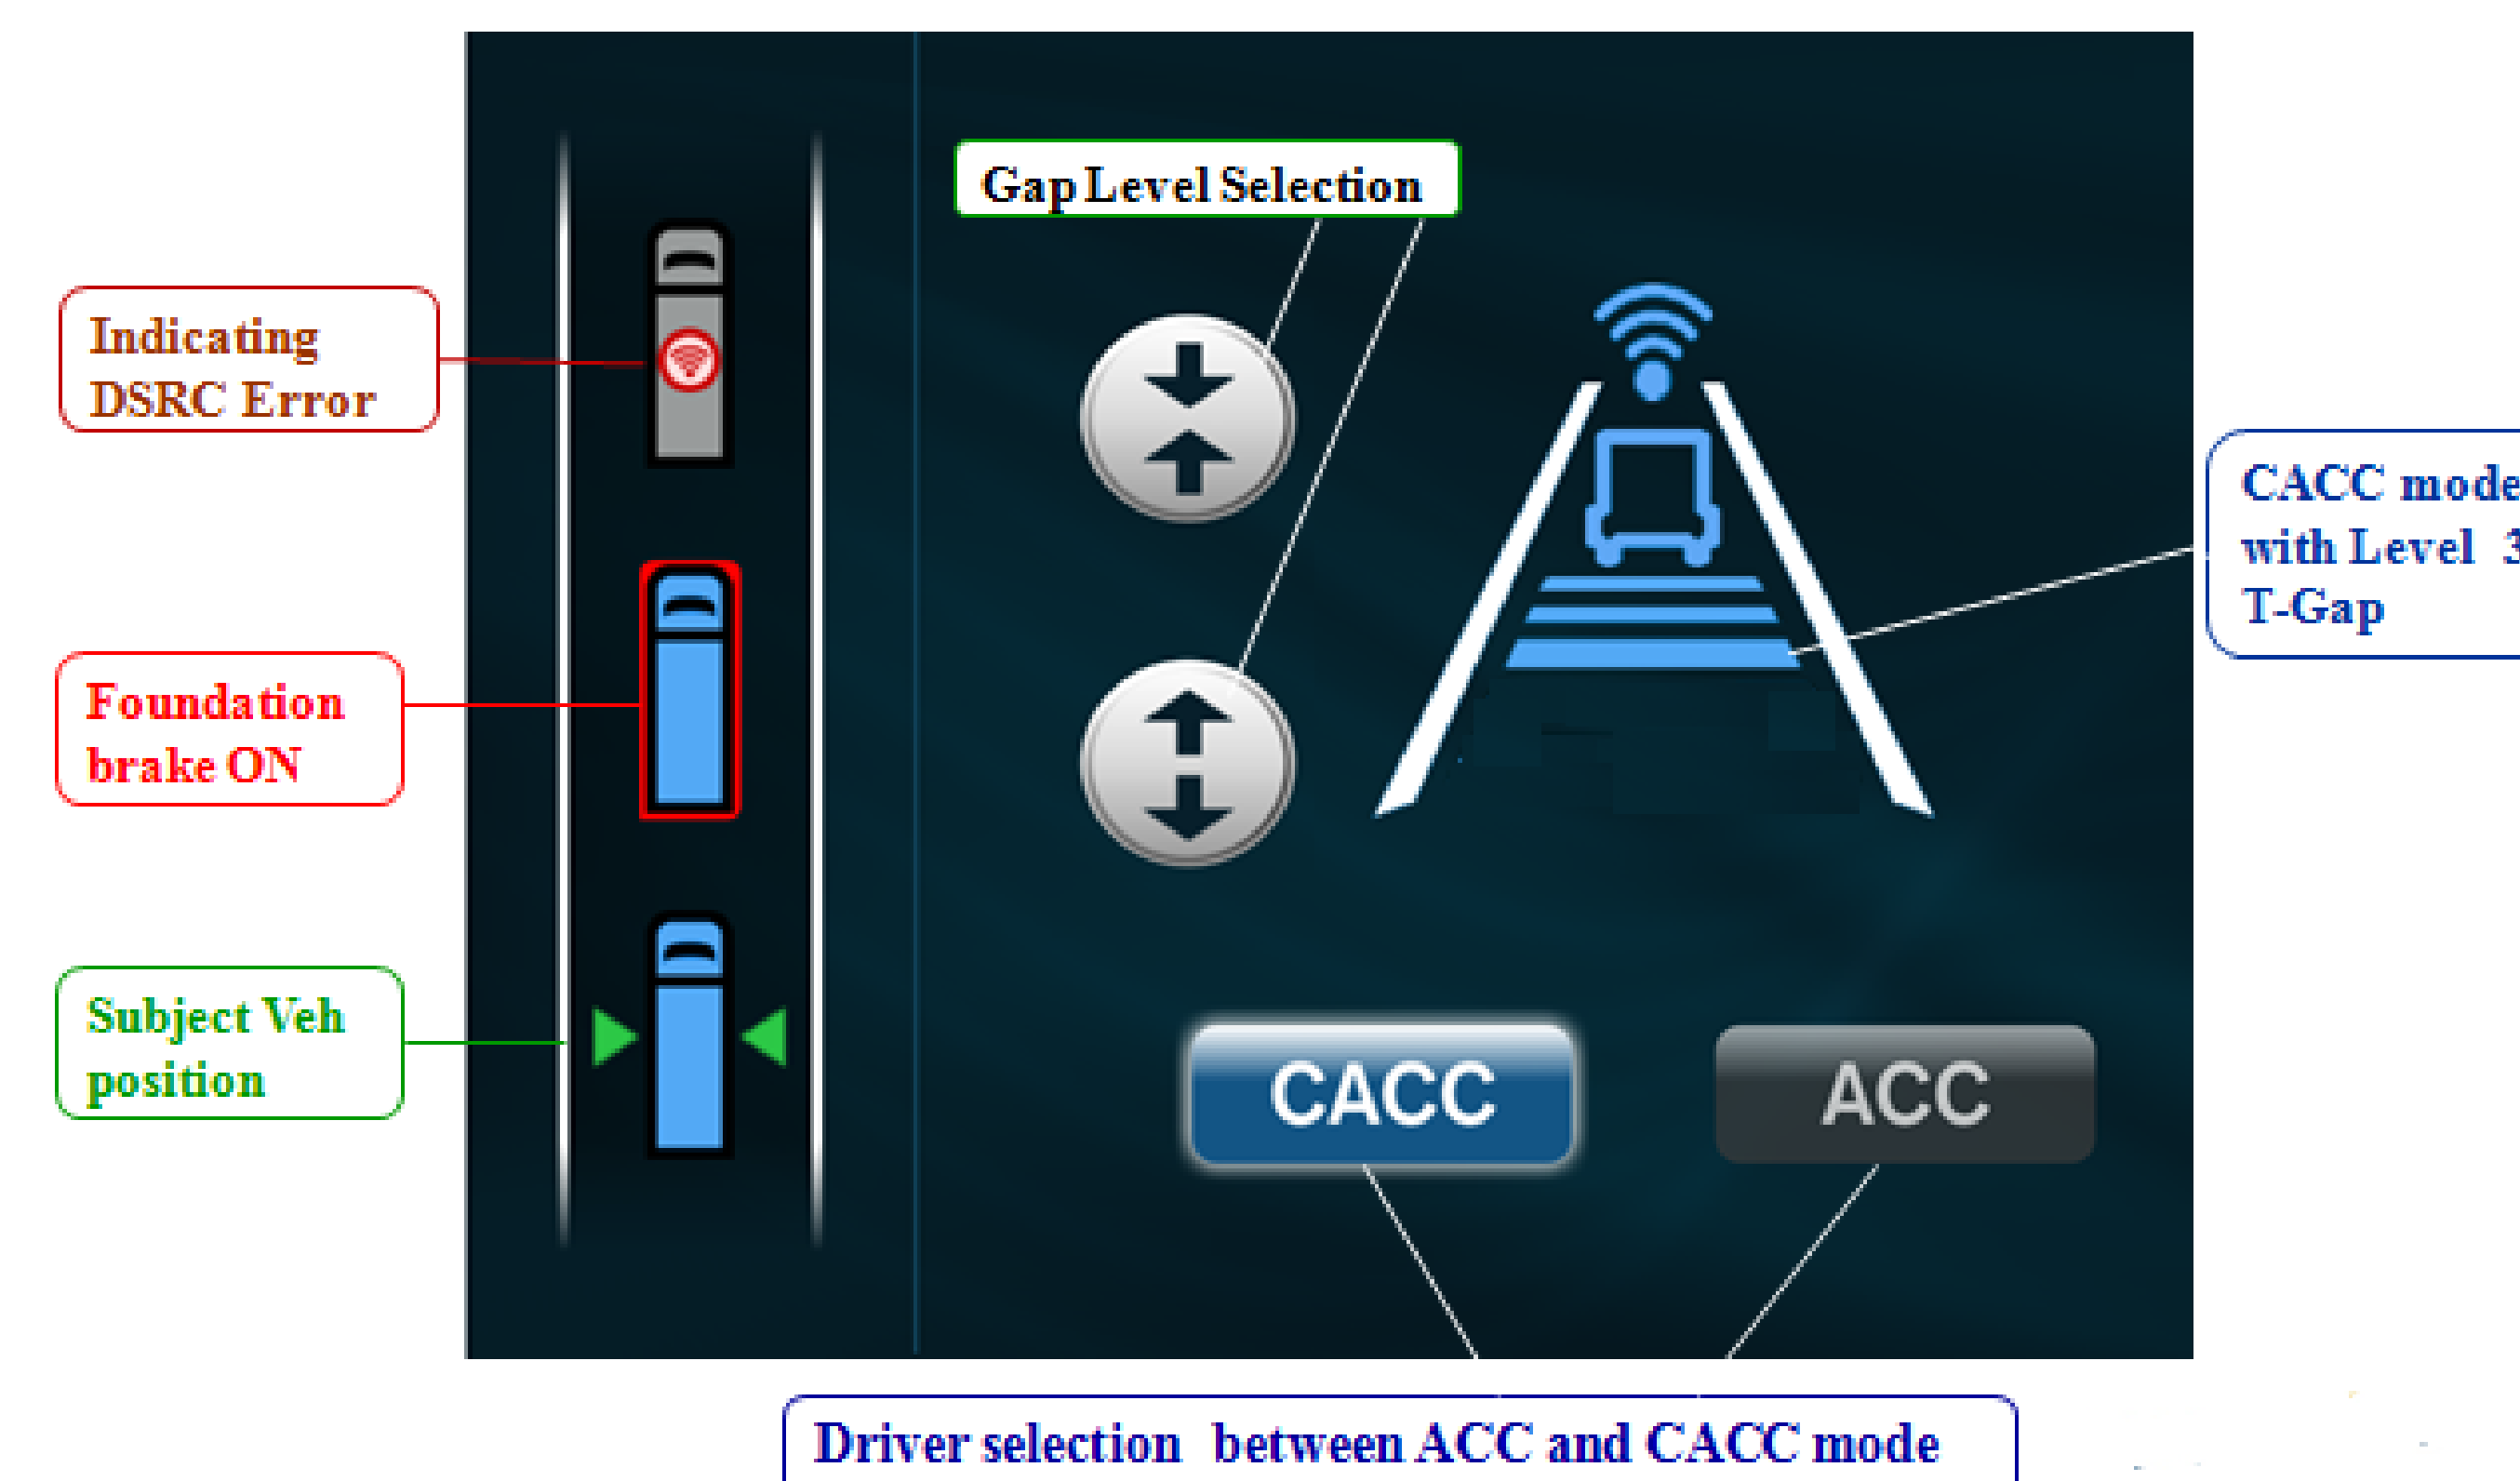 Gap Level Selection
Indicating
DSRC Error
CACC mode
with Level 3
T-Gap
Foundation
brake ON
Subject Veh
position
CACC
ACC
Driver selection between ACC and CACC mode